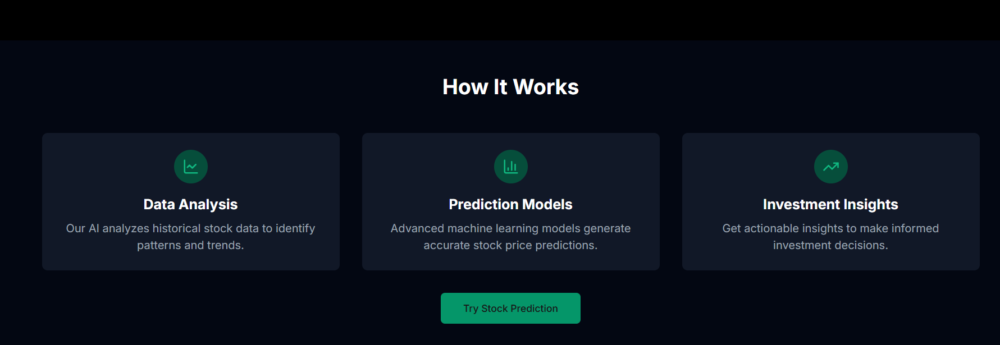 How It Works
Data Analysis
Our AI analyzes historical stock data to identify
patterns and trends.
Prediction Models
Advanced machine learning models generate
accurate stock price predictions.
Investment Insights
Get actionable insights to make informed
investment decisions.
Try Stock Prediction